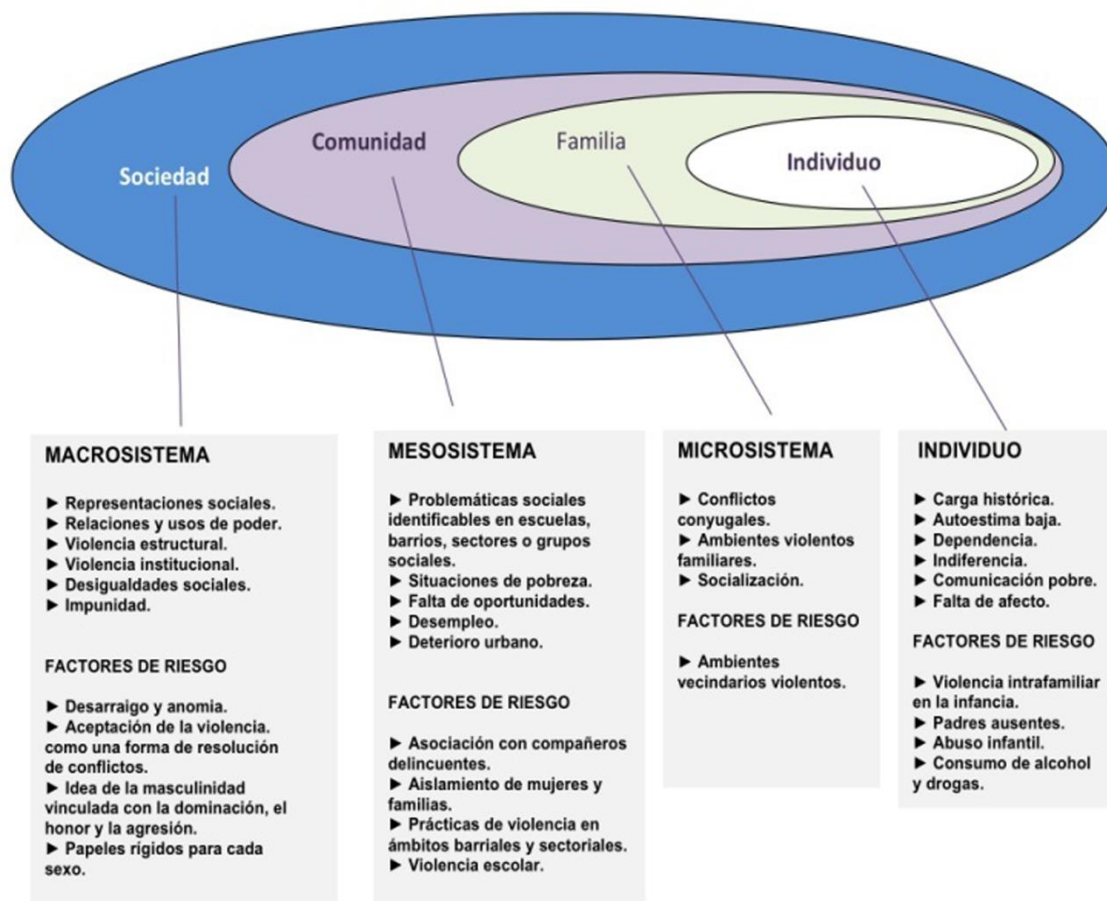 Sociedad
Comunidad
Familia
Individuo
MACROSISTEMA
► Representaciones sociales.
► Relaciones y usos de poder.
► Violencia estructural.
► Violencia institucional.
► Desigualdades sociales.
► Impunidad.
FACTORES DE RIESGO
► Desarraigo y anomia.
► Aceptación de la violencia.
como una forma de resolución
de conflictos.
► Idea de la masculinidad
vinculada con la dominación, el
honor y la agresión.
► Papeles rígidos para cada
sexo.
MESOSISTEMA
► Problemáticas sociales
identificables en escuelas,
barrios, sectores o grupos
sociales.
► Situaciones de pobreza.
► Falta de oportunidades.
► Desempleo.
► Deterioro urbano.
FACTORES DE RIESGO
► Asociación con compañeros
delincuentes.
► Aislamiento de mujeres y
familias.
► Prácticas de violencia en
ámbitos barriales y sectoriales.
► Violencia escolar.
MICROSISTEMA
► Conflictos
conyugales.
► Ambientes violentos
familiares.
► Socialización.
FACTORES DE RIESGO
► Ambientes
vecindarios violentos.
INDIVIDUO
► Carga histórica.
► Autoestima baja.
► Dependencia.
► Indiferencia.
► Comunicación pobre.
► Falta de afecto.
FACTORES DE RIESGO
► Violencia intrafamiliar
en la infancia.
► Padres ausentes.
► Abuso infantil.
► Consumo de alcohol
y drogas.